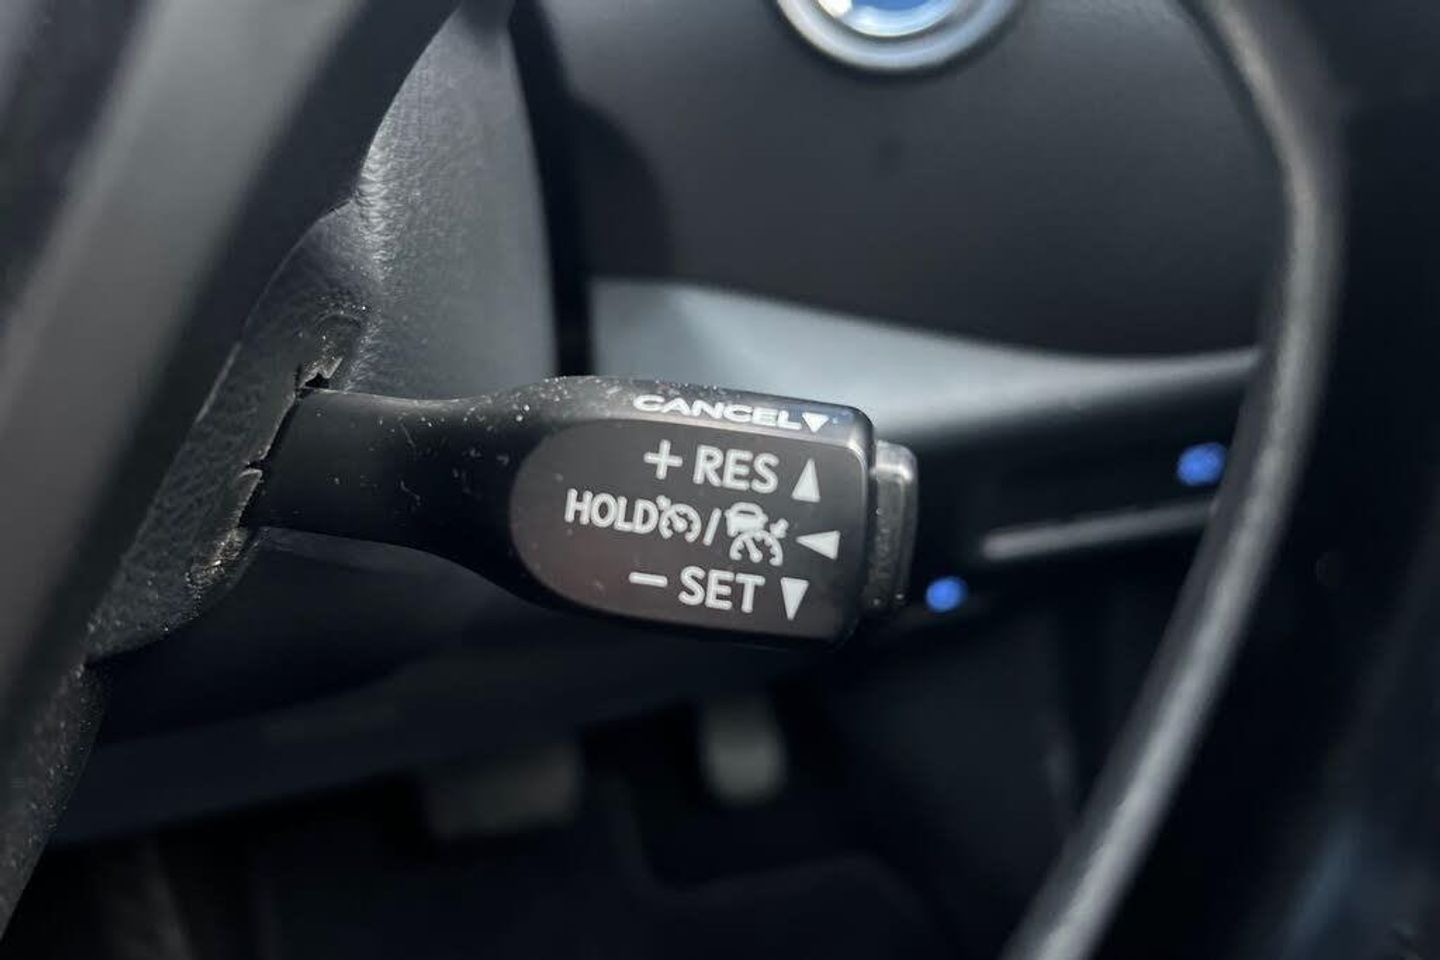 CANCEL▼
+ RES ▲
HOLD / ◀
– SET ▼